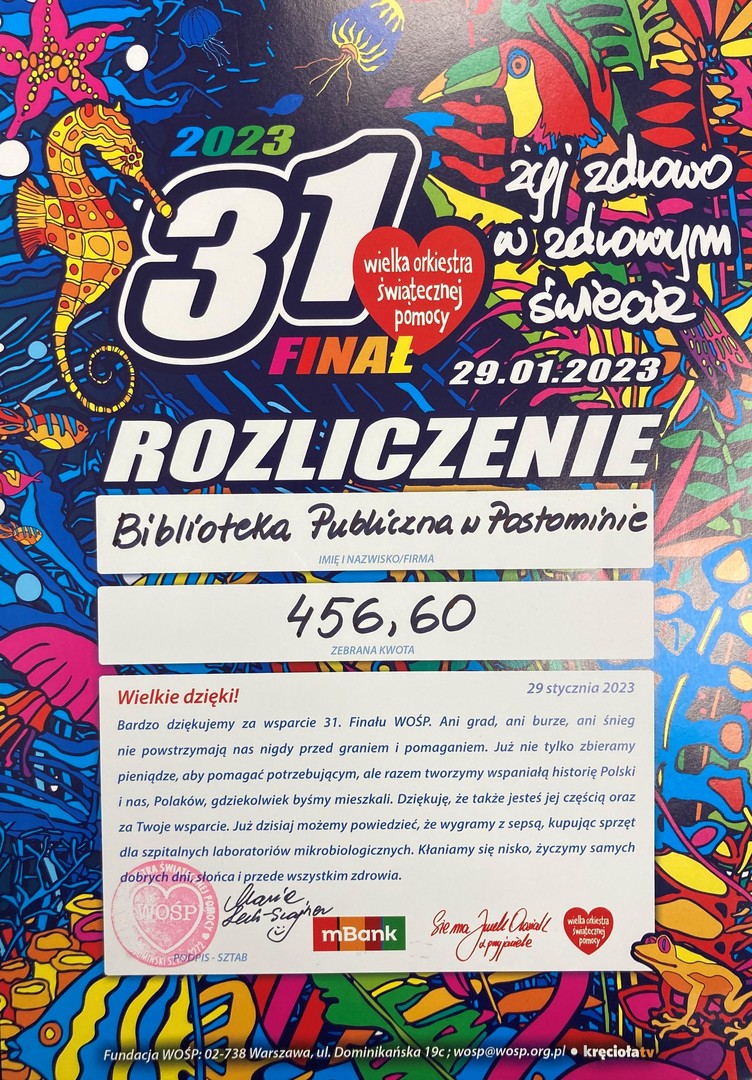 2023
31
FINAŁ
wielka orkiestra
świątecznej
pomocy
żyj zdrowo
w zdrowym
świecie
29.01.2023
ROZLICZENIE
Biblioteka Publiczna w Postominie
IMIĘ I NAZWISKO/FIRMA
456,60
ZEBRANA KWOTA
Wielkie dzięki!
29 stycznia 2023
Bardzo dziękujemy za wsparcie 31. Finału WOŚP. Ani grad, ani burze, ani śnieg
nie powstrzymają nas nigdy przed graniem i pomaganiem. Już nie tylko zbieramy
pieniądze, aby pomagać potrzebującym, ale razem tworzymy wspaniałą historię Polski
i nas, Polaków, gdziekolwiek byśmy mieszkali. Dziękuję, że także jesteś jej częścią oraz
za Twoje wsparcie. Już dzisiaj możemy powiedzieć, że wygramy z sepsą, kupując sprzęt
dla szpitalnych laboratoriów mikrobiologicznych. Kłaniamy się nisko, życzymy samych
dobrych dni, słońca i przede wszystkim zdrowia.
WOŚP
mBank
Sie ma Jurek Owsiak
z przyjaciele
wielka orkiestra
świątecznej
pomocy
PODPIS - SZTAB
Fundacja WOŚP: 02-738 Warszawa, ul. Dominikańska 19c; wosp@wosp.org.pl • kręciołatv